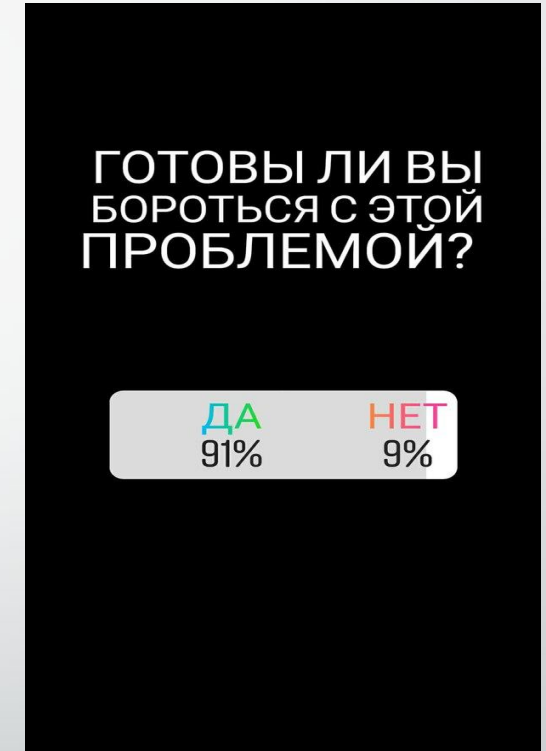 ГОТОВЫ ЛИ ВЫ
БОРОТЬСЯ С ЭТОЙ
ПРОБЛЕМОЙ?
ДА НЕТ
91% 9%